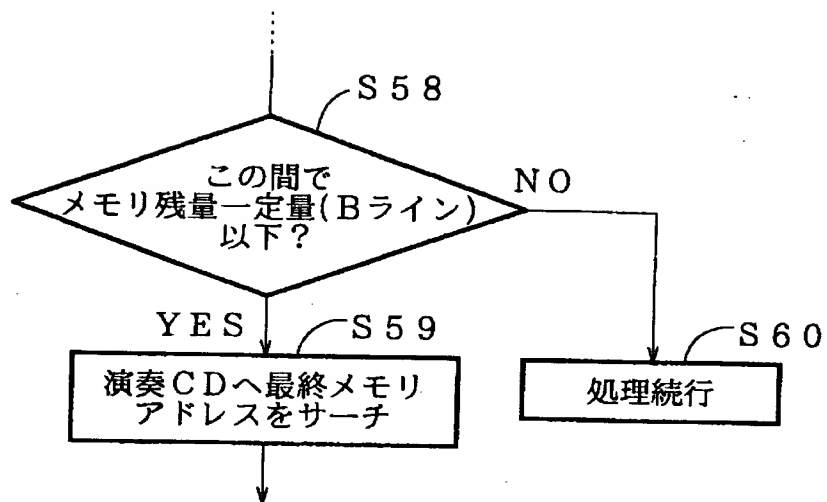 S58
この間で
メモリ残量一定量(Bライン)
以下?
NO
YES
S59
演奏CDへ最終メモリ
アドレスをサーチ
S60
処理続行